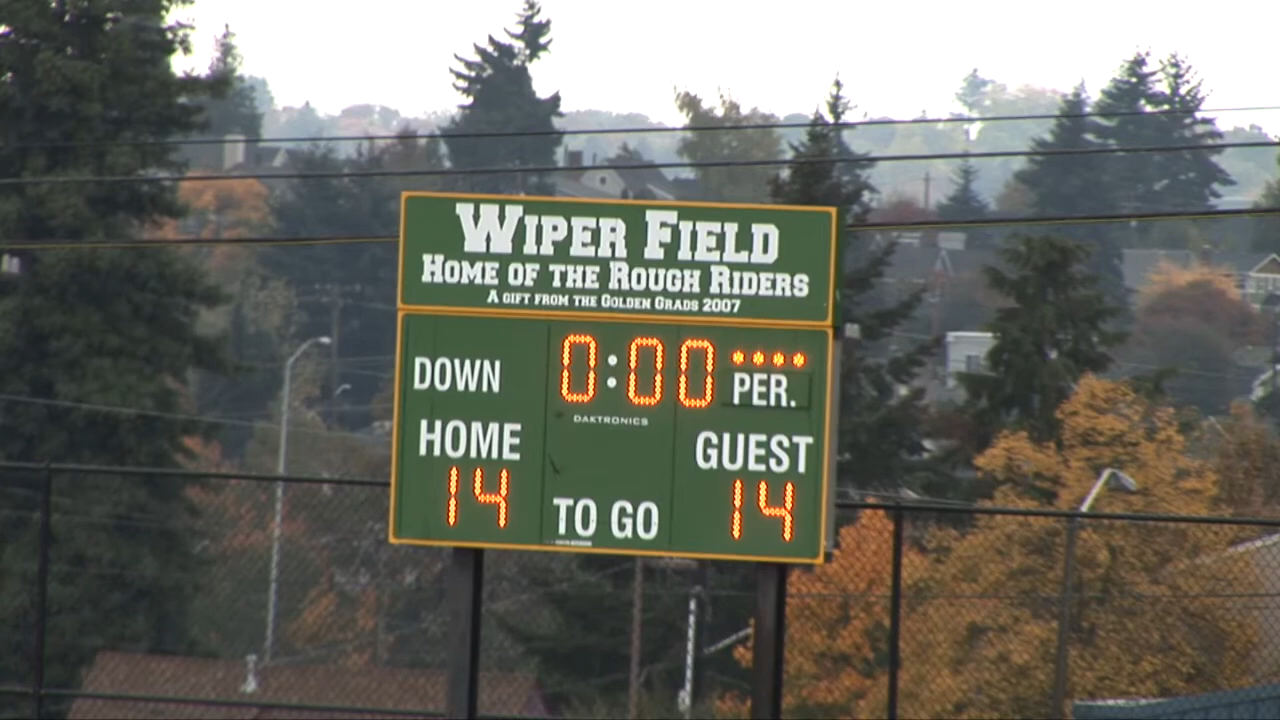 WIPER FIELD
HOME OF THE ROUGH RIDERS
A GIFT FROM THE GOLDEN GRADS 2007
DOWN 0:00 PER.
DAKTRONICS
HOME GUEST
14 TO GO 14